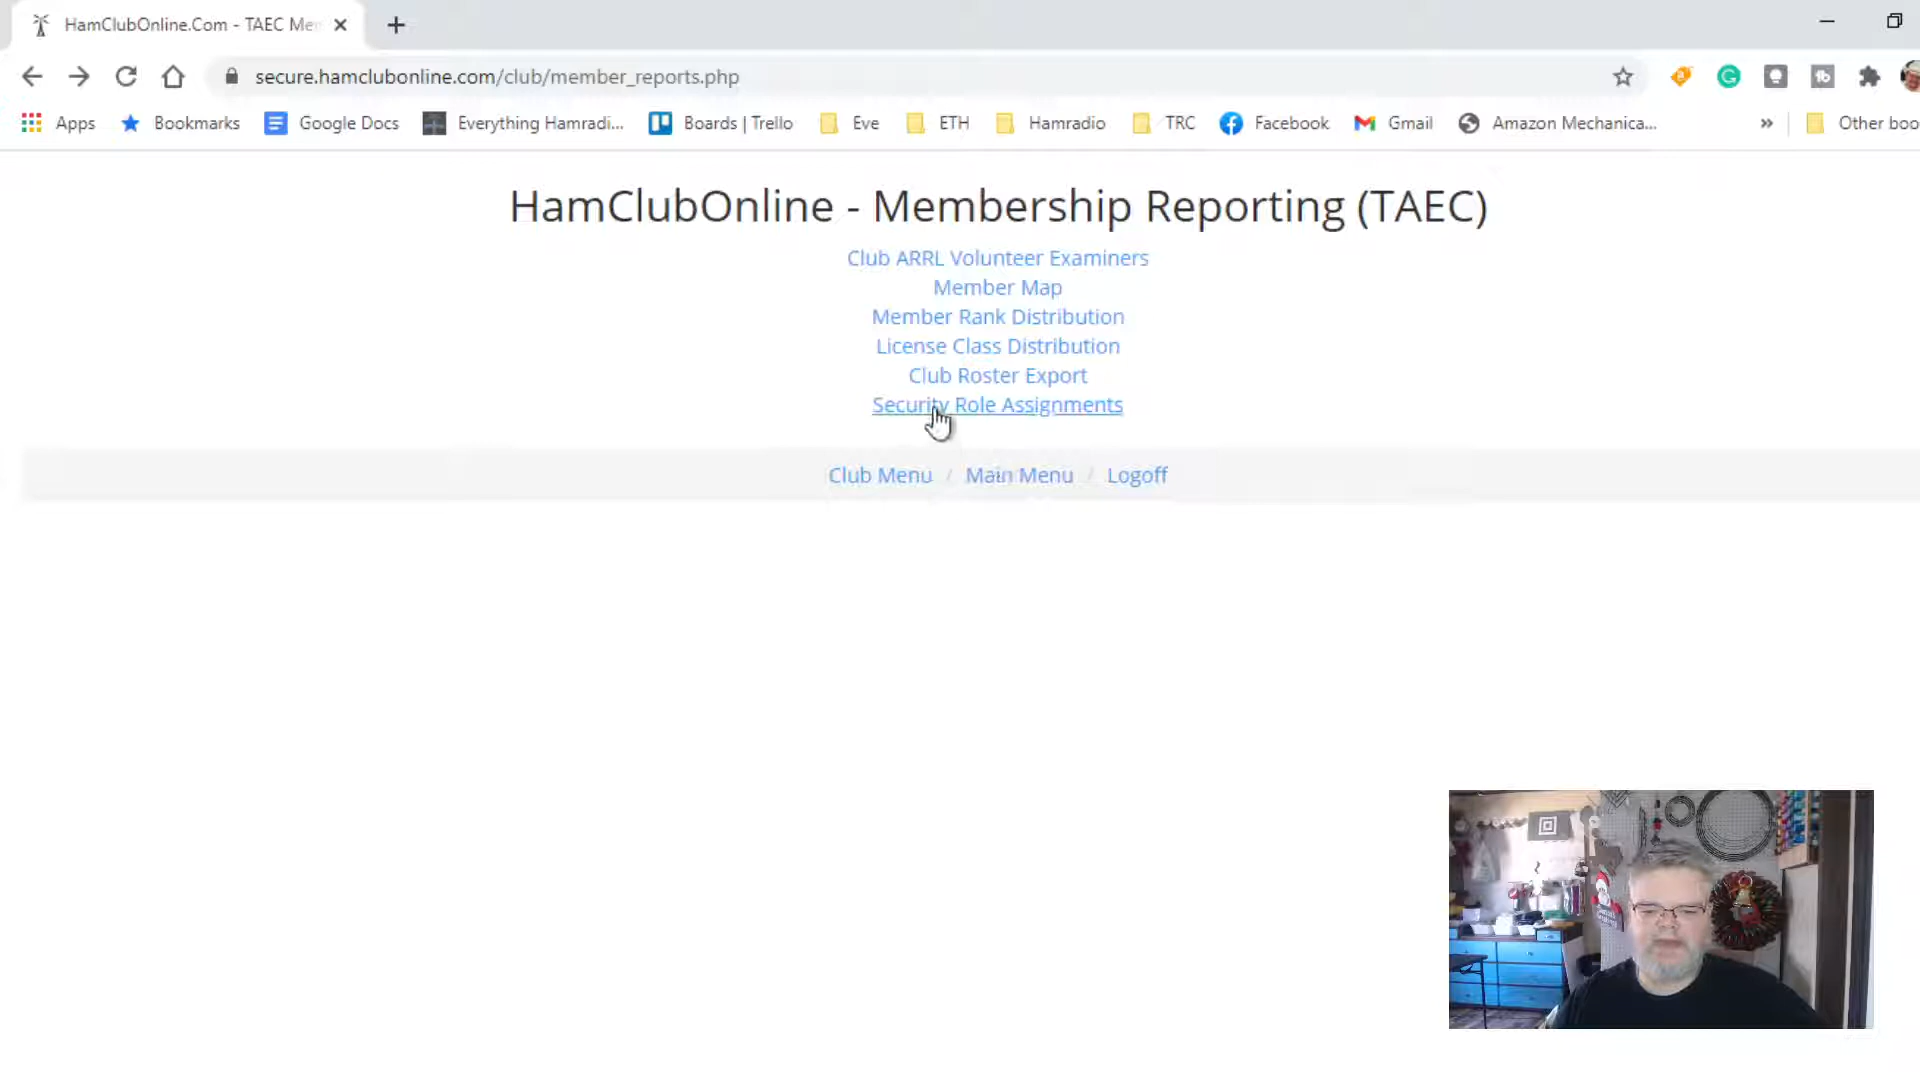 HamClubOnline.Com - TAEC Me
secure.hamclubonline.com/club/member_reports.php
Apps Bookmarks Google Docs Everything Hamradi... Boards | Trello Eve ETH Hamradio TRC Facebook Gmail Amazon Mechanica... » Other boo
HamClubOnline - Membership Reporting (TAEC)
Club ARRL Volunteer Examiners
Member Map
Member Rank Distribution
License Class Distribution
Club Roster Export
Security Role Assignments
Club Menu / Main Menu / Logoff